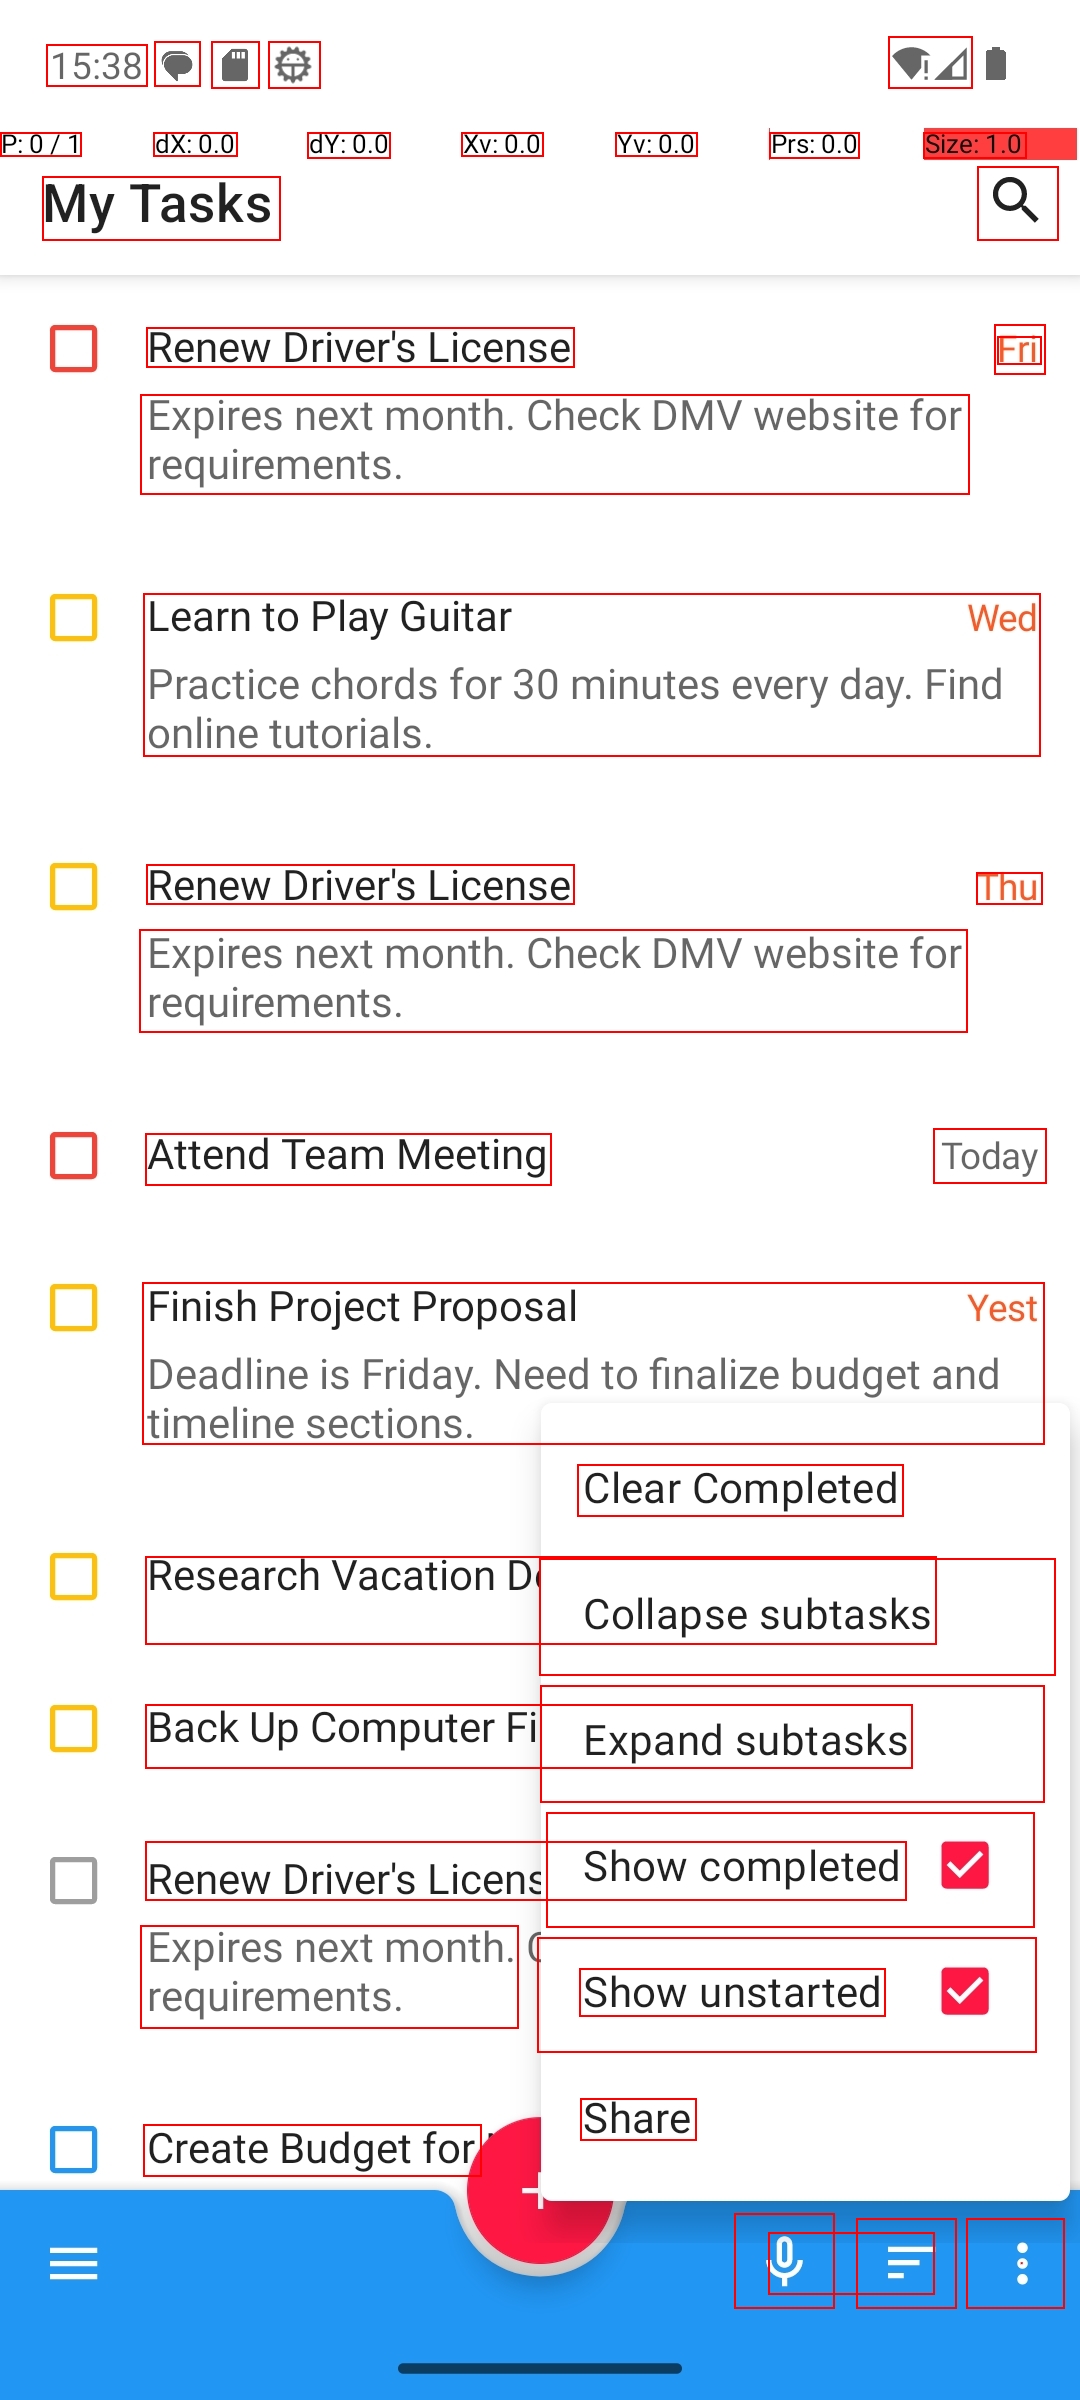 15:38
P: 0 / 1 dX: 0.0 dY: 0.0 Xv: 0.0 Yv: 0.0 Prs: 0.0 Size: 1.0
My Tasks
Renew Driver's License Fri
Expires next month. Check DMV website for
requirements.
Learn to Play Guitar Wed
Practice chords for 30 minutes every day. Find
online tutorials.
Renew Driver's License Thu
Expires next month. Check DMV website for
requirements.
Attend Team Meeting Today
Finish Project Proposal Yest
Deadline is Friday. Need to finalize budget and
timeline sections.
Clear Completed
Research Vacation
Collapse subtasks
Back Up Computer
Expand subtasks
Show completed
Renew Driver's
Expires next month.
requirements.
Show unstarted
Share
Create Budget for